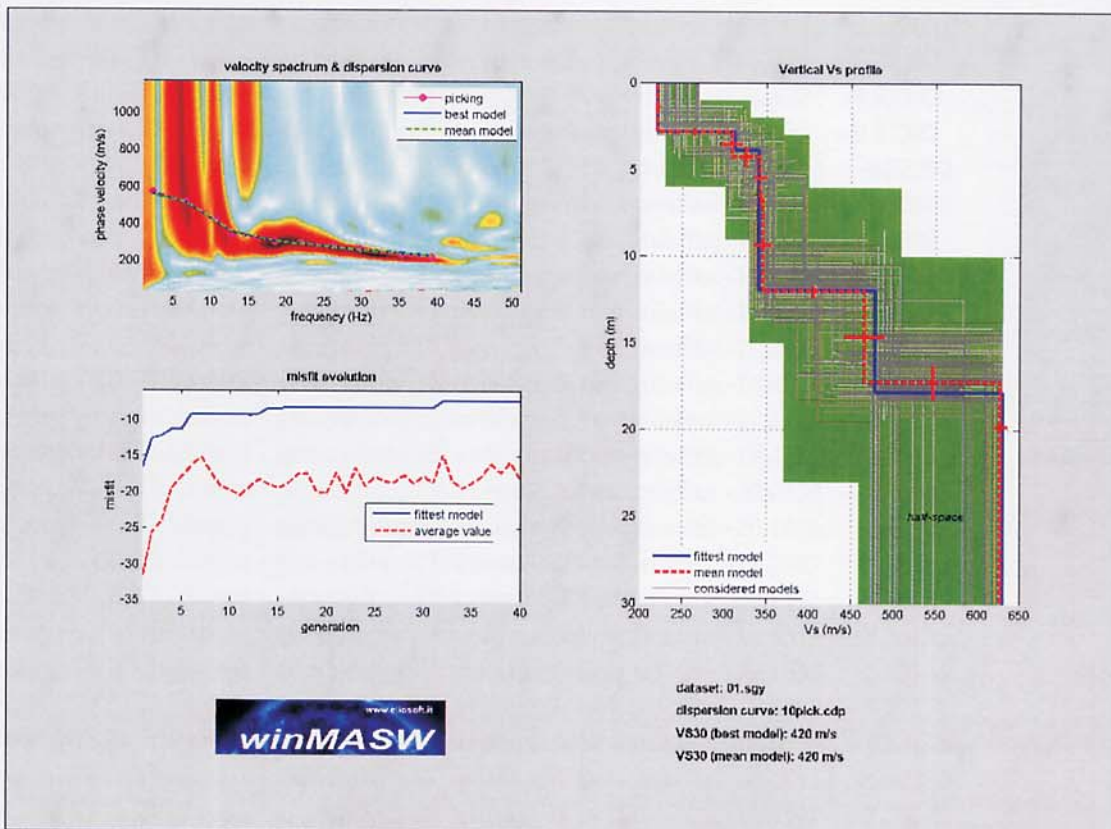 velocity spectrum & dispersion curve
picking
best model
mean model
phase velocity (m/s)
1000
800
600
400
200
5 10 15 20 25 30 35 40 45 50
frequency (Hz)
misfit evolution
misfit
-10
-15
-20
-25
-30
-35
fittest model
average value
5 10 15 20 25 30 35 40
generation
www.eliosoft.it
winMASW
Vertical Vs profile
depth (m)
0
5
10
15
20
25
30
half-space
fittest model
mean model
considered models
200 250 300 350 400 450 500 550 600 650
Vs (m/s)
dataset: 01.sgy
dispersion curve: 10pick.cdp
VS30 (best model): 420 m/s
VS30 (mean model): 420 m/s